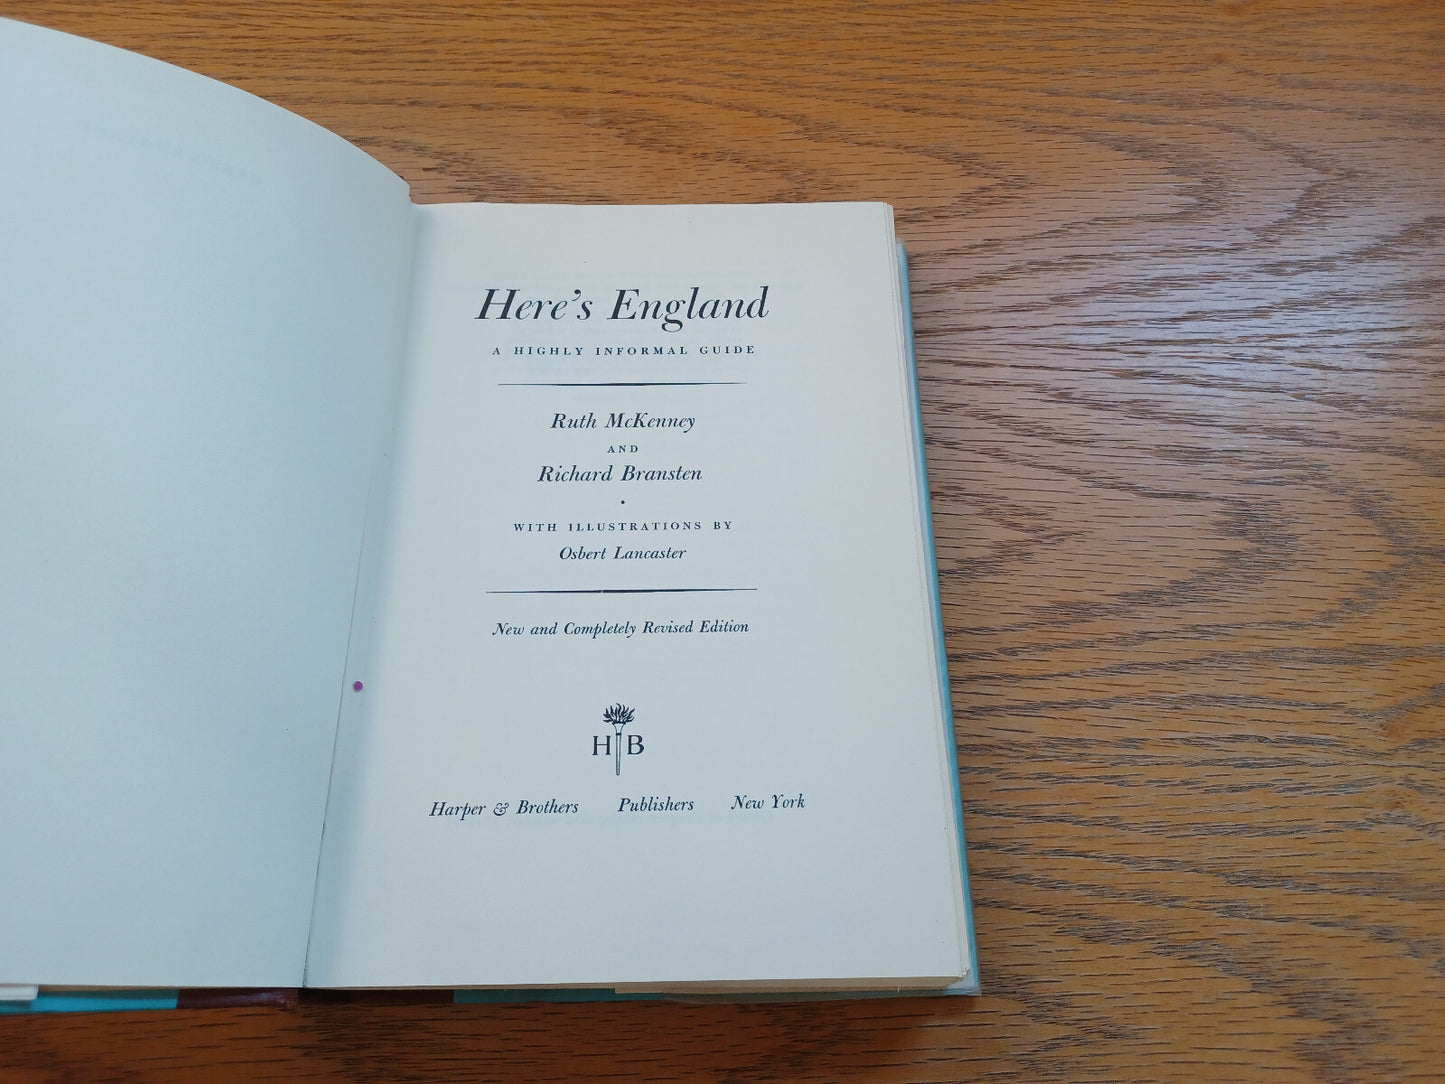 Here's England
A HIGHLY INFORMAL GUIDE
Ruth McKenney
AND
Richard Bransten
WITH ILLUSTRATIONS BY
Osbert Lancaster
New and Completely Revised Edition
H B
Harper & Brothers Publishers New York